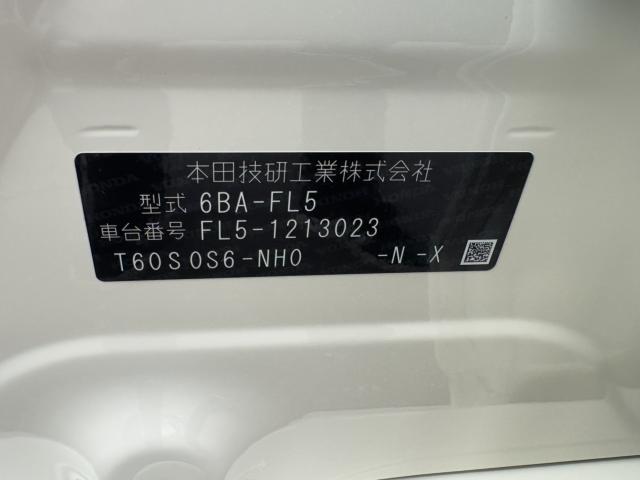 本田技研工業株式会社
型式 6BA-FL5
車台番号 FL5-1213023
T60S0S6-NH0 -N-X